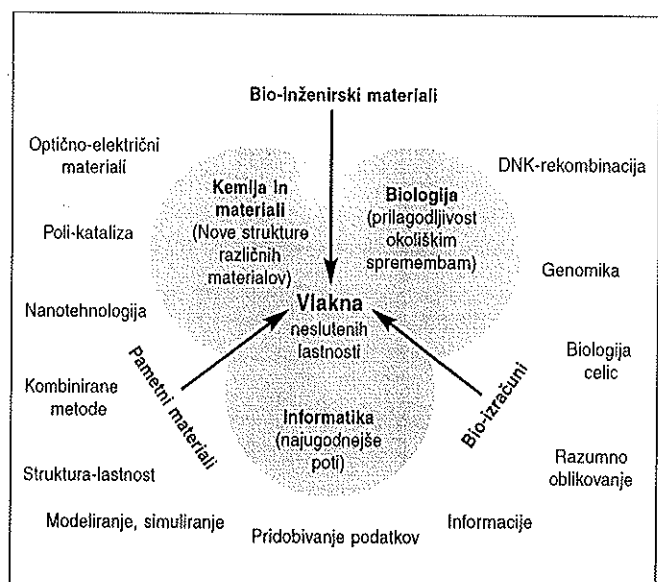 Bio-inženirski materiali
Optično-električni
materiali
DNK-rekombinacija
Kemija in
materiali
(Nove strukture
različnih
materialov)
Biologija
(prilagodljivost
okoliškim
spremembam)
Poli-kataliza
Genomika
Vlakna
neslutenih
lastnosti
Nanotehnologija
Pametni materiali
Biologija
celic
Kombinirane
metode
Bio-izračuni
Informatika
(najugodnejše
poti)
Struktura-lastnost
Razumno
oblikovanje
Modeliranje, simuliranje
Pridobivanje podatkov
Informacije